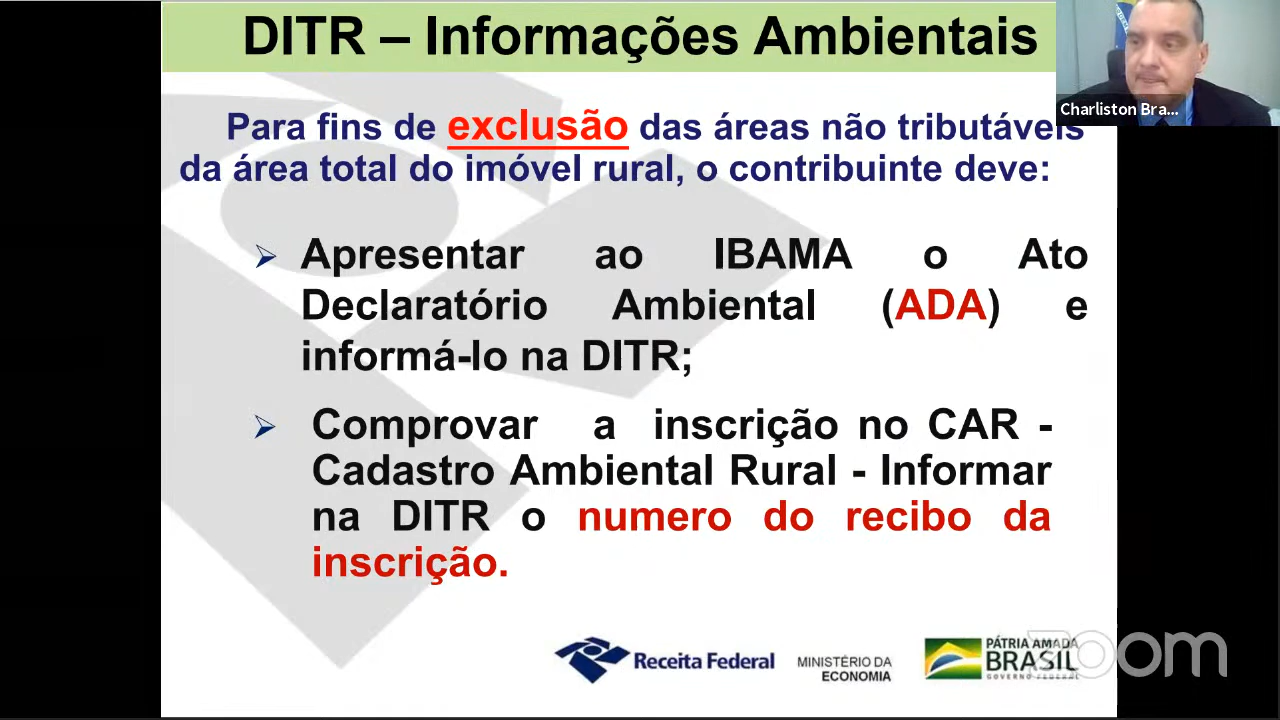 DITR – Informações Ambientais
Charliston Bra...
Para fins de exclusão das áreas não tributáveis
da área total do imóvel rural, o contribuinte deve:
➢ Apresentar ao IBAMA o Ato
Declaratório Ambiental (ADA) e
informá-lo na DITR;
➢ Comprovar a inscrição no CAR -
Cadastro Ambiental Rural - Informar
na DITR o numero do recibo da
inscrição.
Receita Federal
MINISTÉRIO DA
ECONOMIA
PÁTRIA AMADA
BRASIL
GOVERNO FEDERAL
zoom